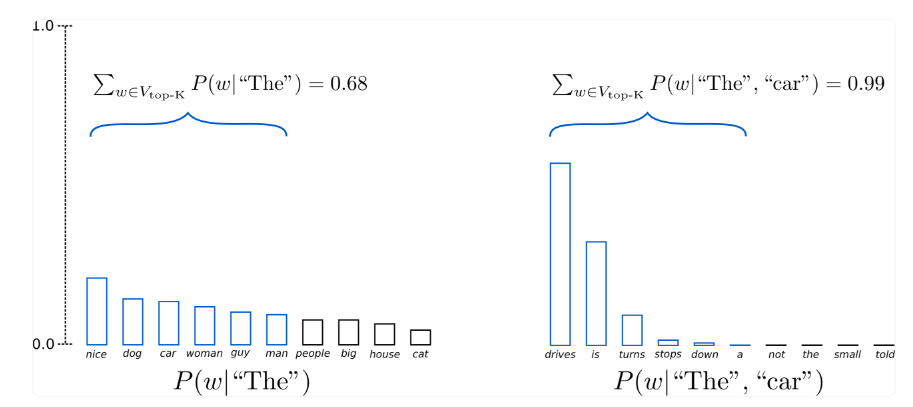 1.0
∑w∈Vtop-K P(w|“The”) = 0.68
∑w∈Vtop-K P(w|“The”, “car”) = 0.99
0.0
nice dog car woman guy man people big house cat
drives is turns stops down a not the small told
P(w|“The”)
P(w|“The”, “car”)